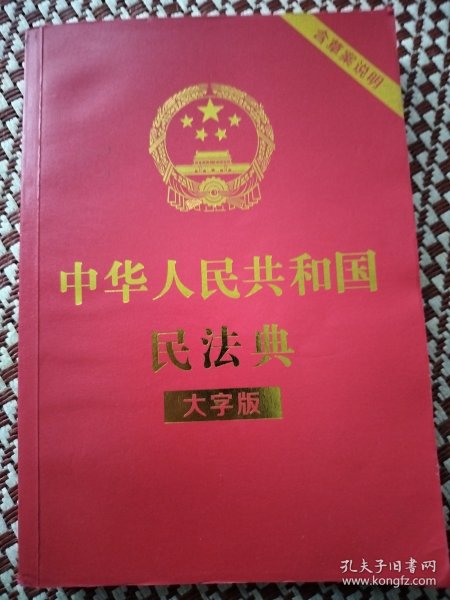 含草案说明
中华人民共和国
民法典
大字版
孔夫子旧书网
www.kongfz.com